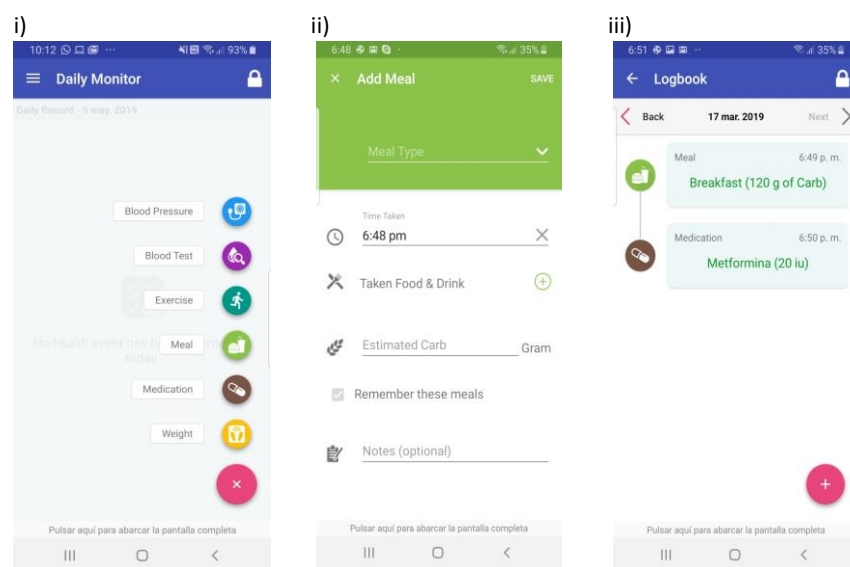 i)
10:12 93%
Daily Monitor
Daily Record - 9 may. 2019
Blood Pressure
Blood Test
Exercise
No health event has b
Meal
today.
Medication
Weight
Pulsar aquí para abarcar la pantalla completa
ii)
6:48 35%
× Add Meal SAVE
Meal Type
Time Taken
6:48 pm
Taken Food & Drink
Estimated Carb Gram
Remember these meals
Notes (optional)
Pulsar aquí para abarcar la pantalla completa
iii)
6:51 35%
Logbook
Back 17 mar. 2019 Next
Meal 6:49 p. m.
Breakfast (120 g of Carb)
Medication 6:50 p. m.
Metformina (20 iu)
Pulsar aquí para abarcar la pantalla completa